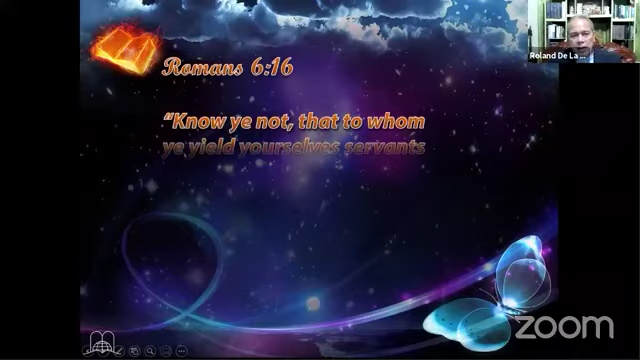 Romans 6:16
Roland De La ...
“Know ye not, that to whom
ye yield yourselves servants
zoom